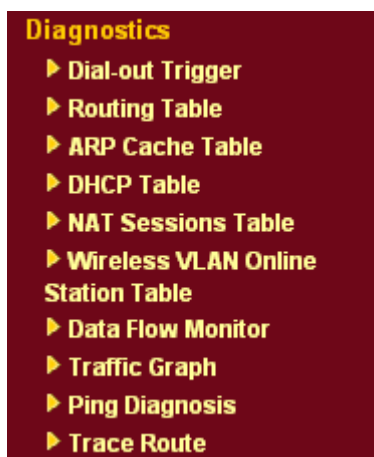 Diagnostics
Dial-out Trigger
Routing Table
ARP Cache Table
DHCP Table
NAT Sessions Table
Wireless VLAN Online
Station Table
Data Flow Monitor
Traffic Graph
Ping Diagnosis
Trace Route